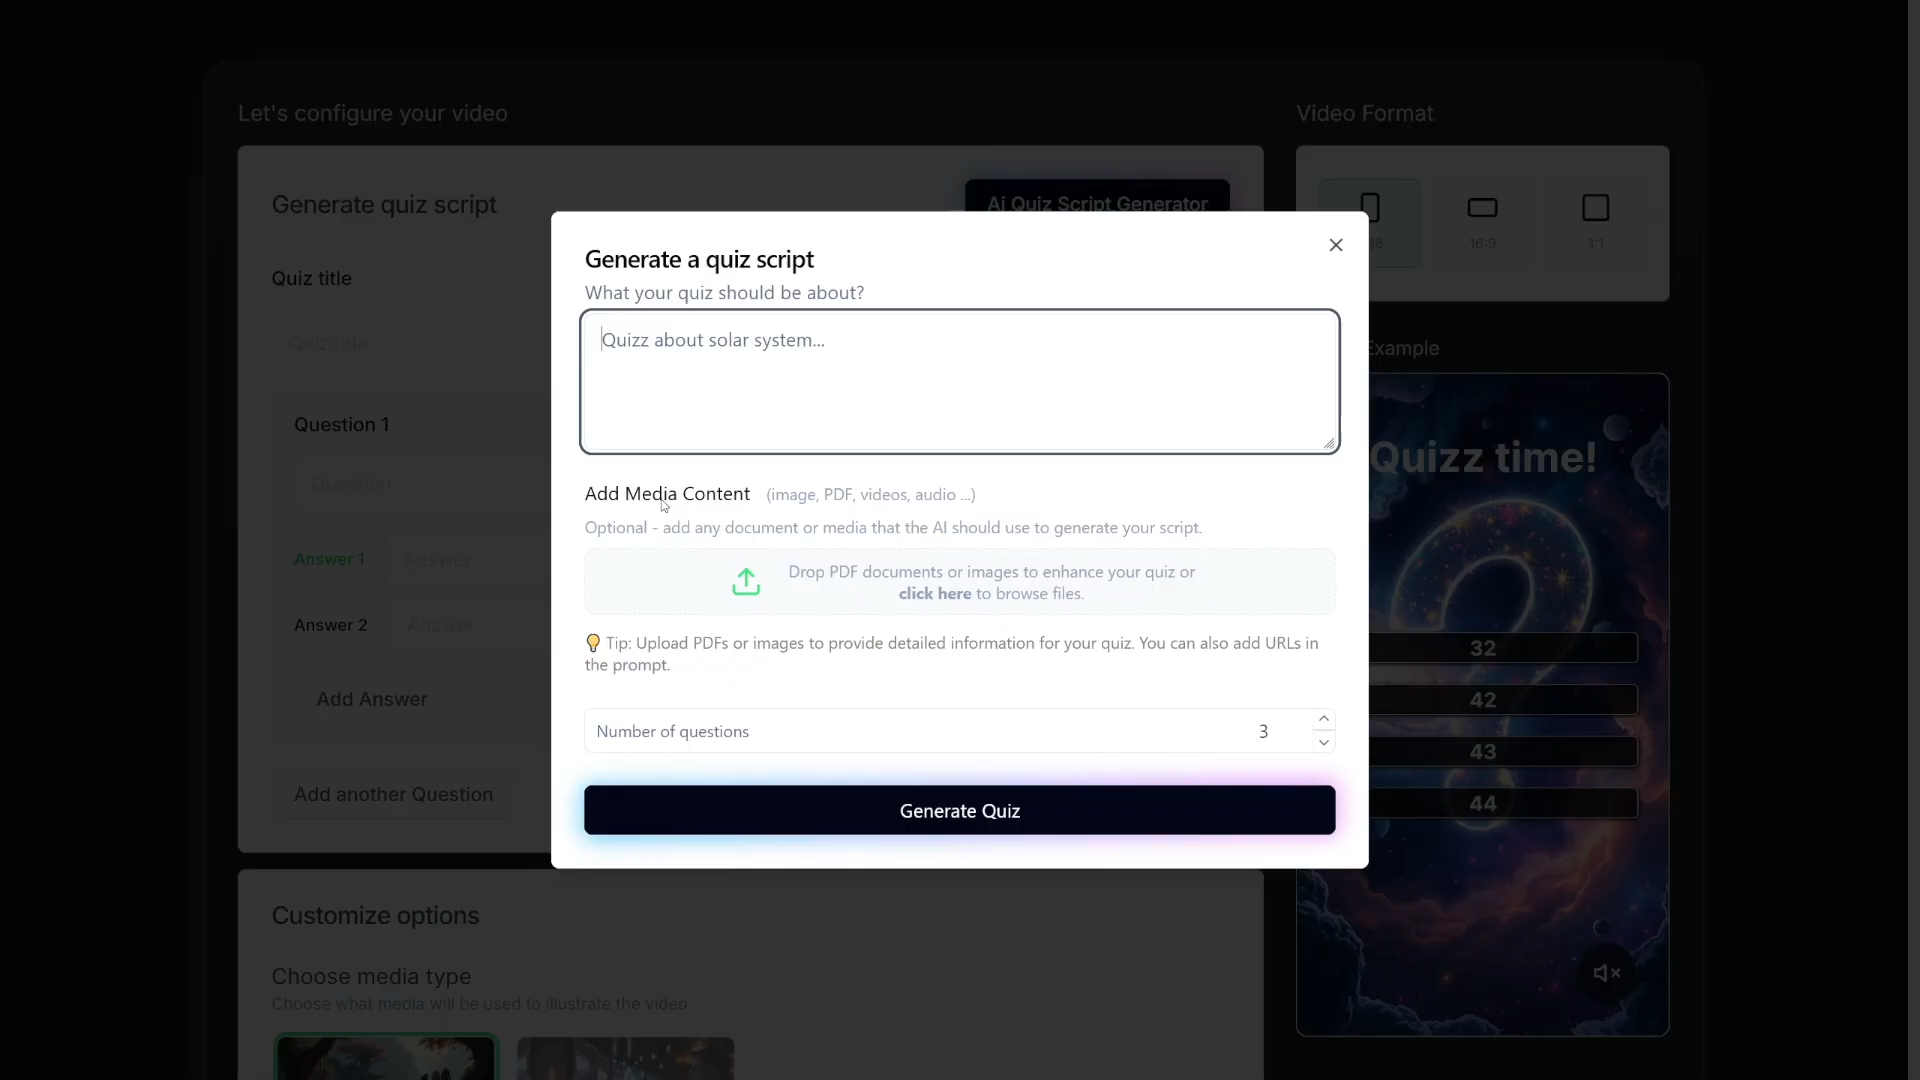 Let's configure your video
Video Format
Generate quiz script
Ai Quiz Script Generator
16:9
1:1
Quiz title
Quiz title
Question 1
Question
Answer 1
Answer
Answer 2
Answer
Add Answer
Add another Question
Customize options
Choose media type
Choose what media will be used to illustrate the video
Generate a quiz script
What your quiz should be about?
Quizz about solar system...
Add Media Content (image, PDF, videos, audio ...)
Optional - add any document or media that the AI should use to generate your script.
Drop PDF documents or images to enhance your quiz or
click here to browse files.
Tip: Upload PDFs or images to provide detailed information for your quiz. You can also add URLs in
the prompt.
Number of questions 3
Generate Quiz
Example
Quizz time!
32
42
43
44